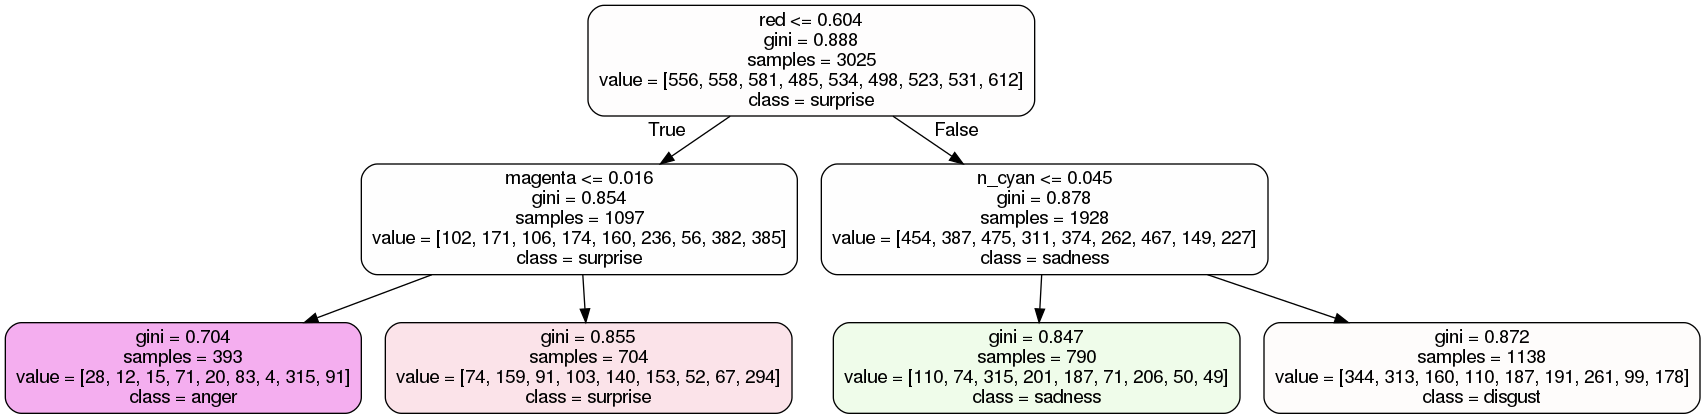 red <= 0.604
gini = 0.888
samples = 3025
value = [556, 558, 581, 485, 534, 498, 523, 531, 612]
class = surprise
True
False
magenta <= 0.016
gini = 0.854
samples = 1097
value = [102, 171, 106, 174, 160, 236, 56, 382, 385]
class = surprise
n_cyan <= 0.045
gini = 0.878
samples = 1928
value = [454, 387, 475, 311, 374, 262, 467, 149, 227]
class = sadness
gini = 0.704
samples = 393
value = [28, 12, 15, 71, 20, 83, 4, 315, 91]
class = anger
gini = 0.855
samples = 704
value = [74, 159, 91, 103, 140, 153, 52, 67, 294]
class = surprise
gini = 0.847
samples = 790
value = [110, 74, 315, 201, 187, 71, 206, 50, 49]
class = sadness
gini = 0.872
samples = 1138
value = [344, 313, 160, 110, 187, 191, 261, 99, 178]
class = disgust